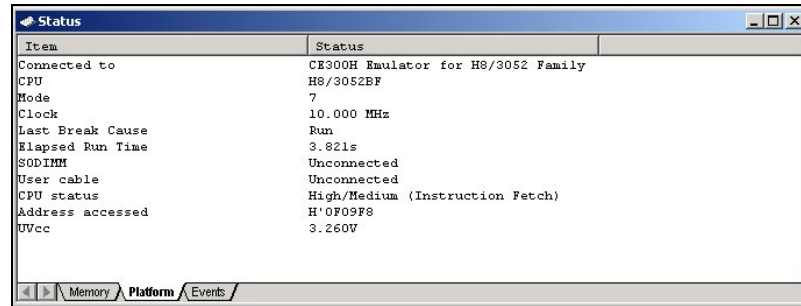 Status
Item Status
Connected to CE300H Emulator for H8/3052 Family
CPU H8/3052BF
Mode 7
Clock 10.000 MHz
Last Break Cause Run
Elapsed Run Time 3.821s
SODIMM Unconnected
User cable Unconnected
CPU status High/Medium (Instruction Fetch)
Address accessed H'0F09F8
UVcc 3.260V
Memory Platform Events